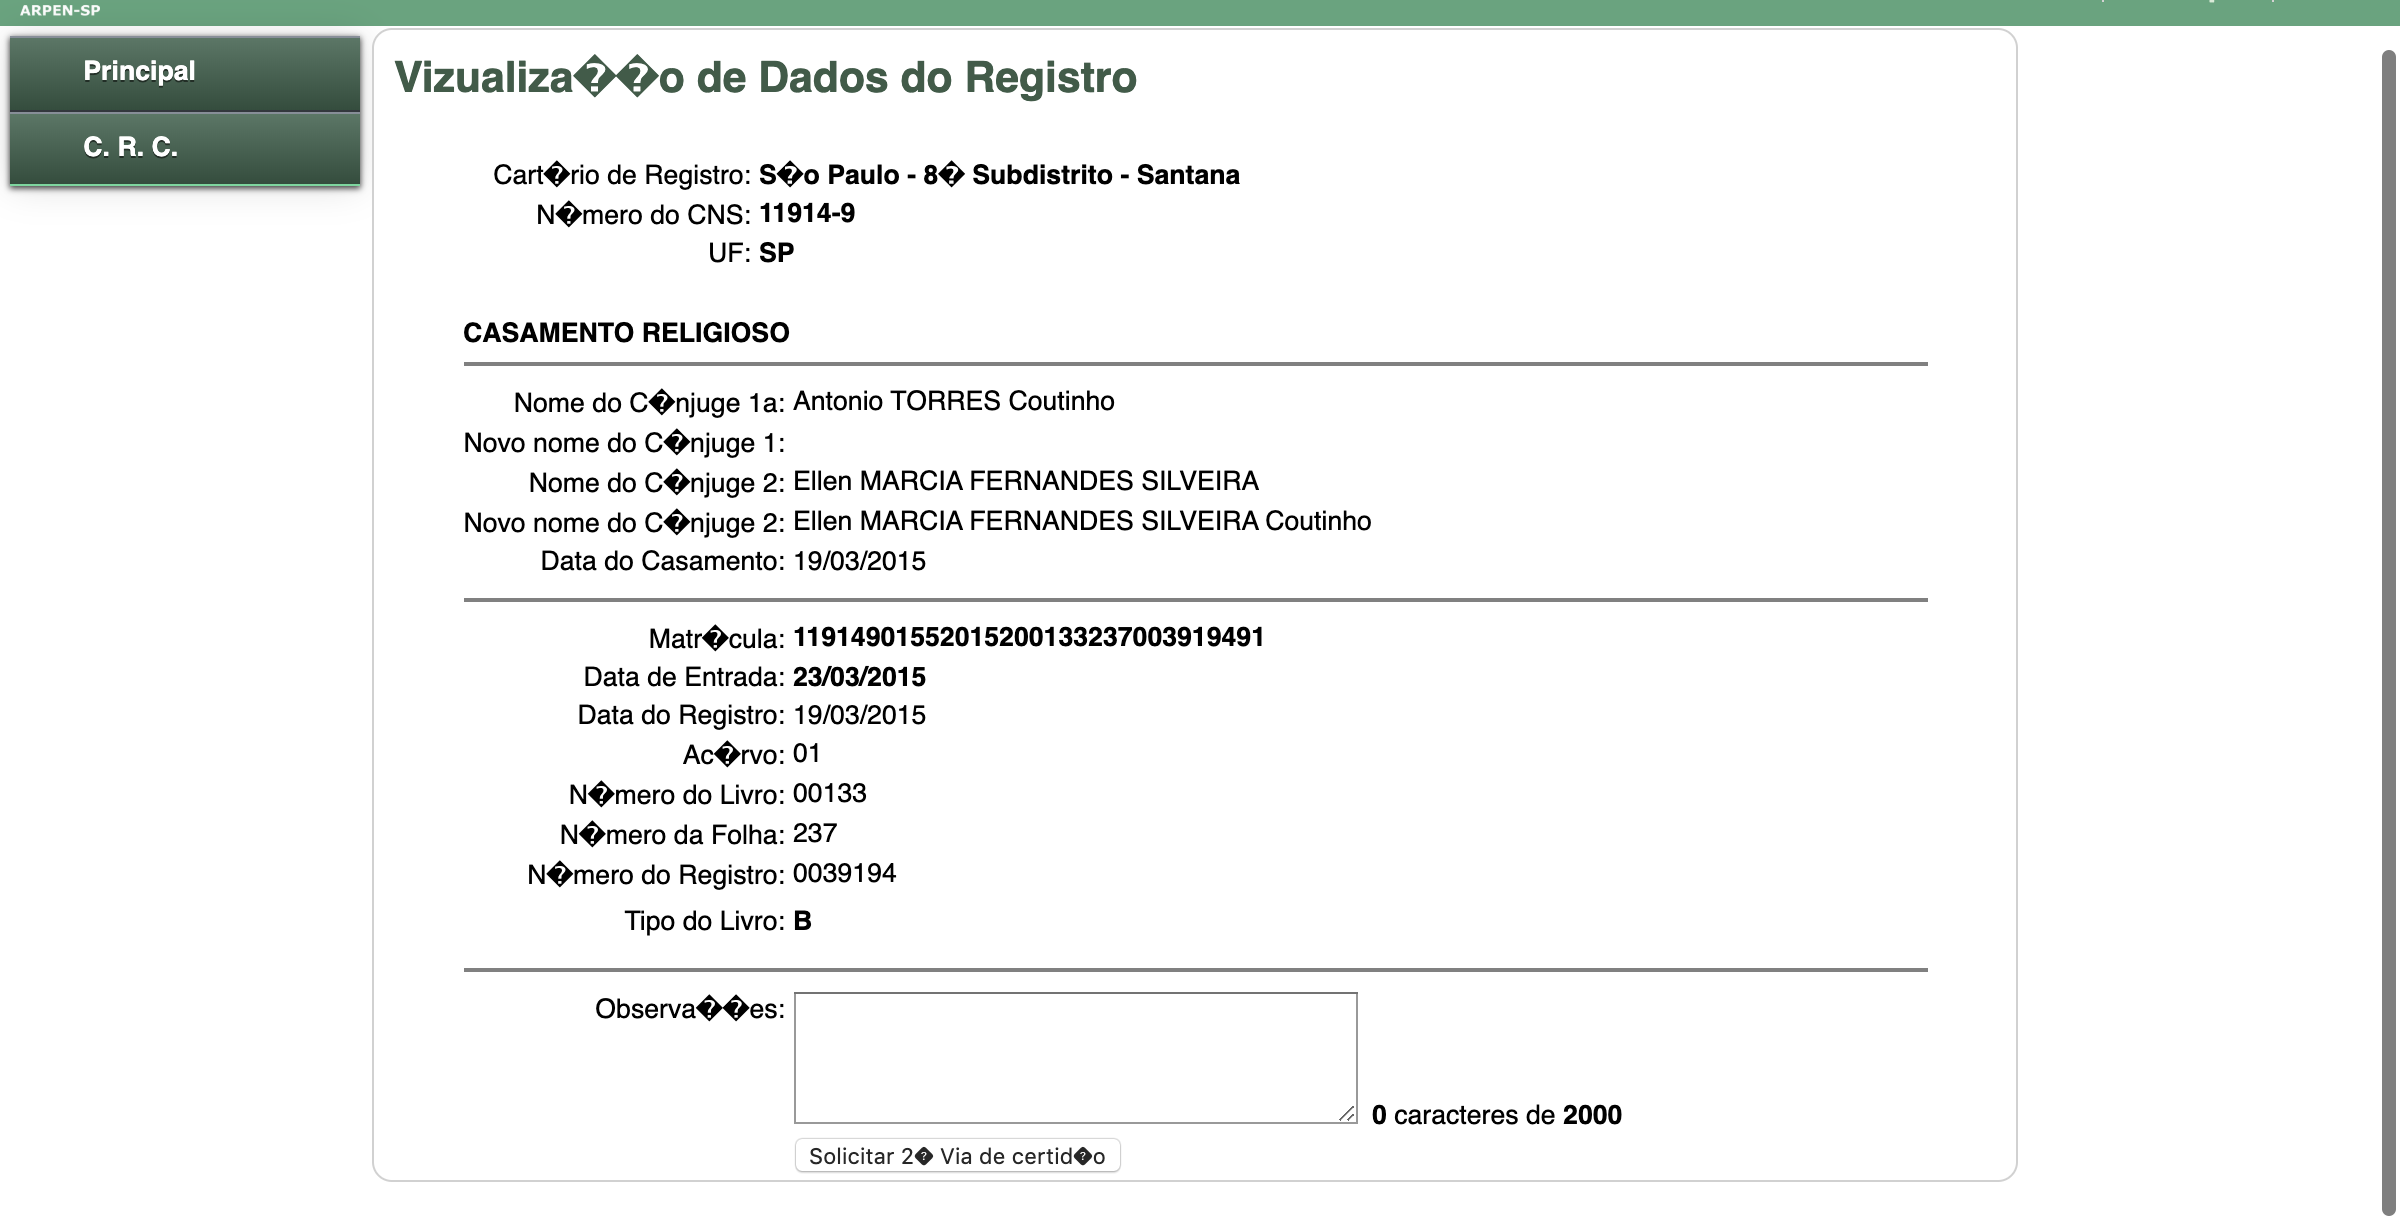 ARPEN-SP
Principal
C. R. C.
Vizualiza��o de Dados do Registro
Cart�rio de Registro: S�o Paulo - 8� Subdistrito - Santana
N�mero do CNS: 11914-9
UF: SP
CASAMENTO RELIGIOSO
Nome do C�njuge 1a: Antonio TORRES Coutinho
Novo nome do C�njuge 1:
Nome do C�njuge 2: Ellen MARCIA FERNANDES SILVEIRA
Novo nome do C�njuge 2: Ellen MARCIA FERNANDES SILVEIRA Coutinho
Data do Casamento: 19/03/2015
Matr�cula: 11914901552015200133237003919491
Data de Entrada: 23/03/2015
Data do Registro: 19/03/2015
Ac�rvo: 01
N�mero do Livro: 00133
N�mero da Folha: 237
N�mero do Registro: 0039194
Tipo do Livro: B
Observa��es:
0 caracteres de 2000
Solicitar 2� Via de certid�o